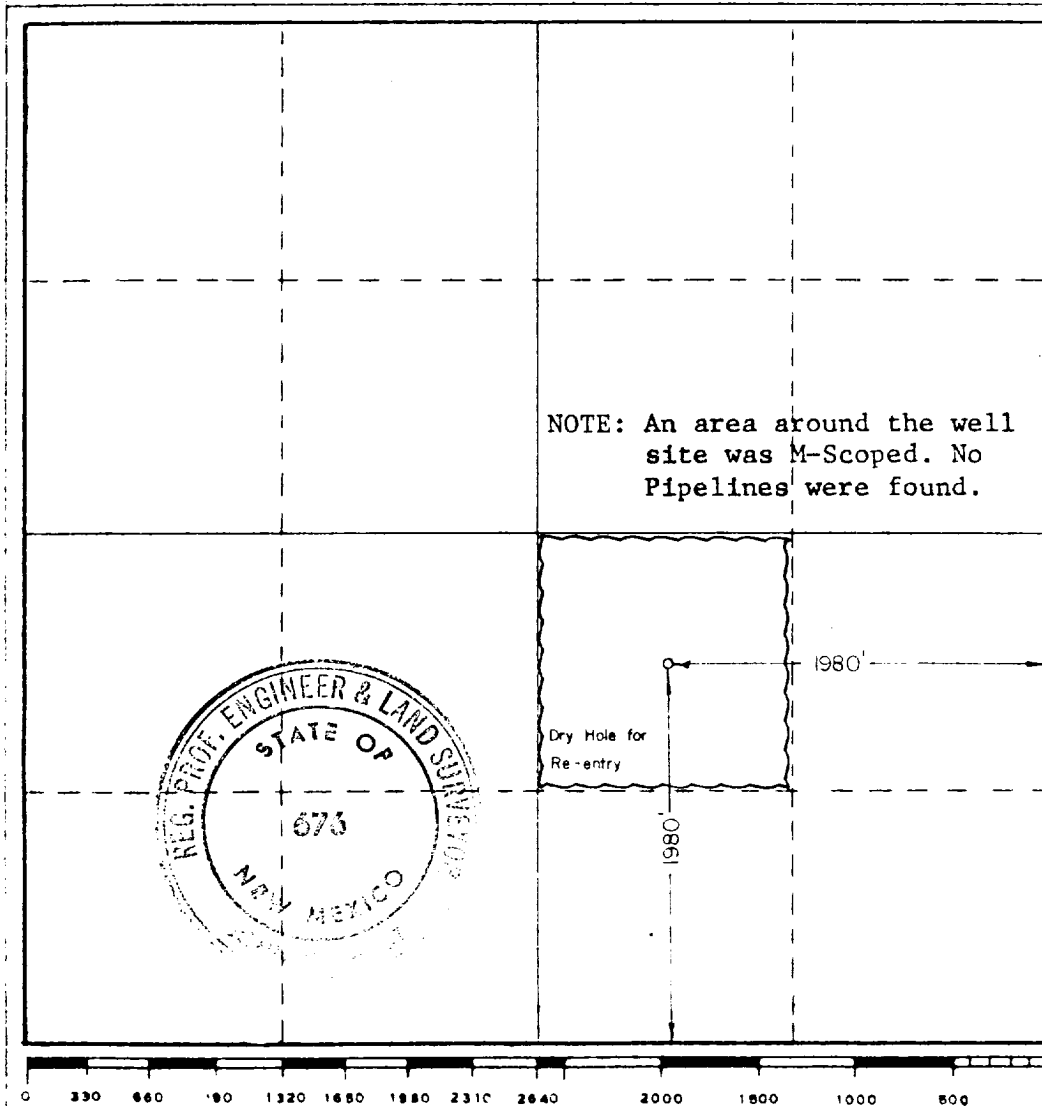 NOTE: An area around the well
site was M-Scoped. No
Pipelines were found.
1980'
Dry Hole for
Re-entry
1980'
REG. PROF. ENGINEER & LAND SURVEYOR
STATE OF
676
NEW MEXICO
0 330 660 1320 1650 1980 2310 2640 2000 1500 1000 500